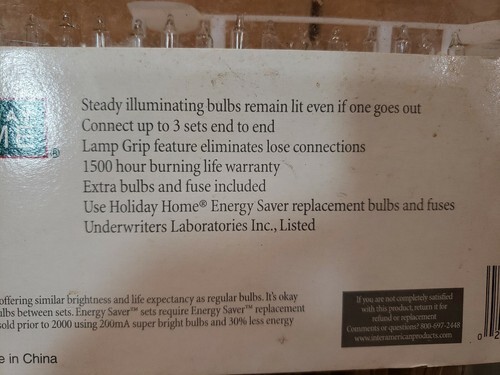 Steady illuminating bulbs remain lit even if one goes out
Connect up to 3 sets end to end
Lamp Grip feature eliminates lose connections
1500 hour burning life warranty
Extra bulbs and fuse included
Use Holiday Home® Energy Saver replacement bulbs and fuses
Underwriters Laboratories Inc., Listed
®
offering similar brightness and life expectancy as regular bulbs. It's okay
ulbs between sets. Energy Saver™ sets require Energy Saver™ replacement
sold prior to 2000 using 200mA super bright bulbs and 30% less energy
e in China
If you are not completely satisfied
with this product, return it for
refund or replacement
Comments or questions? 800-697-2448
www.interamericanproducts.com
0